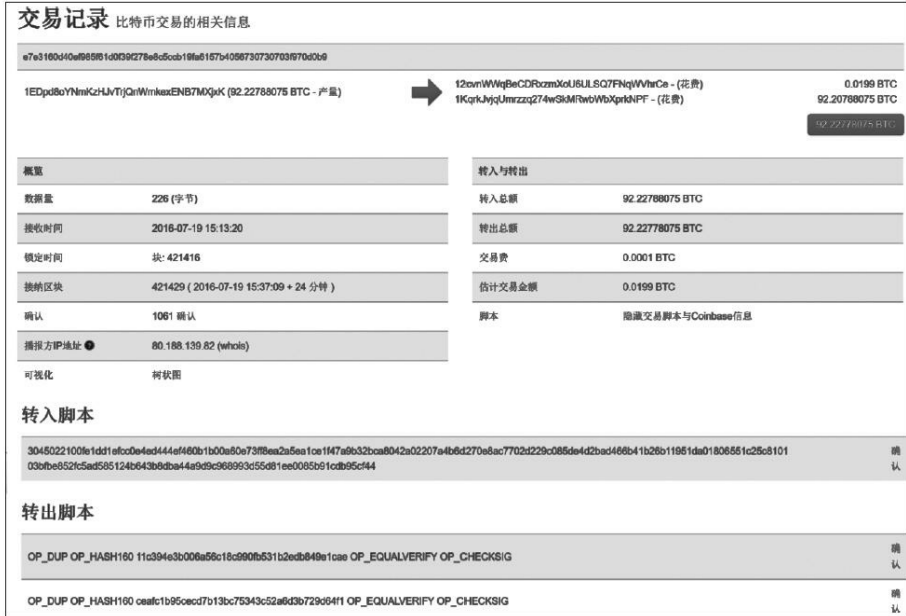 交易记录 比特币交易的相关信息
e7e3160d40ef985f81d0f39f278e8c5ccb19fa6157b4056730730703f970d0b9
1EDpd8oYNmKzHJvTrjQnWmkexENB7MXjxK (92.22788075 BTC - 产量)
12cvnWWqBeCDRxzmXoU6ULSQ7FNqWVhrCe - (花费) 0.0199 BTC
1KqrkJvjqUmrzzq274wSkMRwbWbXprkNPF - (花费) 92.20788075 BTC
92.22778075 BTC
概览
数据量 226 (字节)
接收时间 2016-07-19 15:13:20
锁定时间 块: 421416
接纳区块 421429 ( 2016-07-19 15:37:09 + 24 分钟 )
确认 1061 确认
播报方IP地址 80.188.139.82 (whois)
可视化 树状图
转入与转出
转入总额 92.22788075 BTC
转出总额 92.22778075 BTC
交易费 0.0001 BTC
估计交易金额 0.0199 BTC
脚本 隐藏交易脚本与Coinbase信息
转入脚本
3045022100fe1dd1efcc0e4ed444ef460b1b00a60e73ff8ea2a5ea1ce1f47a9b32bca8042a02207a4b6d270e8ac7702d229c085de4d2bad466b41b26b11951da01806551c25c8101 确认
03bfbe852fc5ad585124b643b6dba44a9d9c968993d55d81ee0085b91cdb95cf44
转出脚本
OP_DUP OP_HASH160 11c394e3b006a56c18c990fb531b2edb849e1cae OP_EQUALVERIFY OP_CHECKSIG 确认
OP_DUP OP_HASH160 ceafc1b95cecd7b13bc75343c52a6d3b729d64f1 OP_EQUALVERIFY OP_CHECKSIG 确认